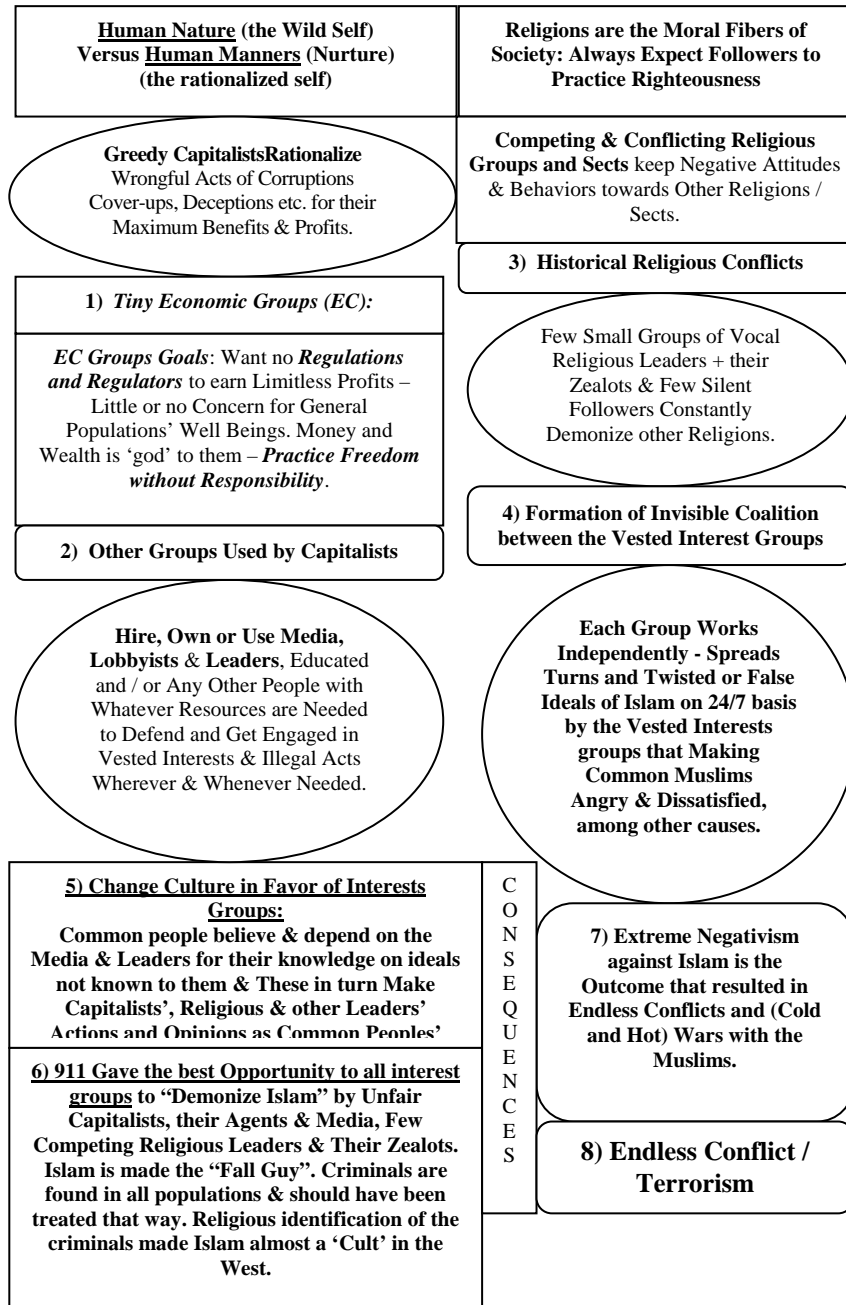 Human Nature (the Wild Self)
Versus Human Manners (Nurture)
(the rationalized self)
Religions are the Moral Fibers of
Society: Always Expect Followers to
Practice Righteousness
Greedy CapitalistsRationalize
Wrongful Acts of Corruptions
Cover-ups, Deceptions etc. for their
Maximum Benefits & Profits.
Competing & Conflicting Religious
Groups and Sects keep Negative Attitudes
& Behaviors towards Other Religions /
Sects.
3) Historical Religious Conflicts
1) Tiny Economic Groups (EC):
EC Groups Goals: Want no Regulations
and Regulators to earn Limitless Profits –
Little or no Concern for General
Populations' Well Beings. Money and
Wealth is 'god' to them – Practice Freedom
without Responsibility.
Few Small Groups of Vocal
Religious Leaders + their
Zealots & Few Silent
Followers Constantly
Demonize other Religions.
2) Other Groups Used by Capitalists
4) Formation of Invisible Coalition
between the Vested Interest Groups
Hire, Own or Use Media,
Lobbyists & Leaders, Educated
and / or Any Other People with
Whatever Resources are Needed
to Defend and Get Engaged in
Vested Interests & Illegal Acts
Wherever & Whenever Needed.
Each Group Works
Independently - Spreads
Turns and Twisted or False
Ideals of Islam on 24/7 basis
by the Vested Interests
groups that Making
Common Muslims
Angry & Dissatisfied,
among other causes.
5) Change Culture in Favor of Interests
Groups:
Common people believe & depend on the
Media & Leaders for their knowledge on ideals
not known to them & These in turn Make
Capitalists', Religious & other Leaders'
Actions and Opinions as Common Peoples'
C
O
N
S
E
Q
U
E
N
C
E
S
7) Extreme Negativism
against Islam is the
Outcome that resulted in
Endless Conflicts and (Cold
and Hot) Wars with the
Muslims.
6) 911 Gave the best Opportunity to all interest
groups to “Demonize Islam” by Unfair
Capitalists, their Agents & Media, Few
Competing Religious Leaders & Their Zealots.
Islam is made the “Fall Guy”. Criminals are
found in all populations & should have been
treated that way. Religious identification of the
criminals made Islam almost a ‘Cult’ in the
West.
8) Endless Conflict /
Terrorism